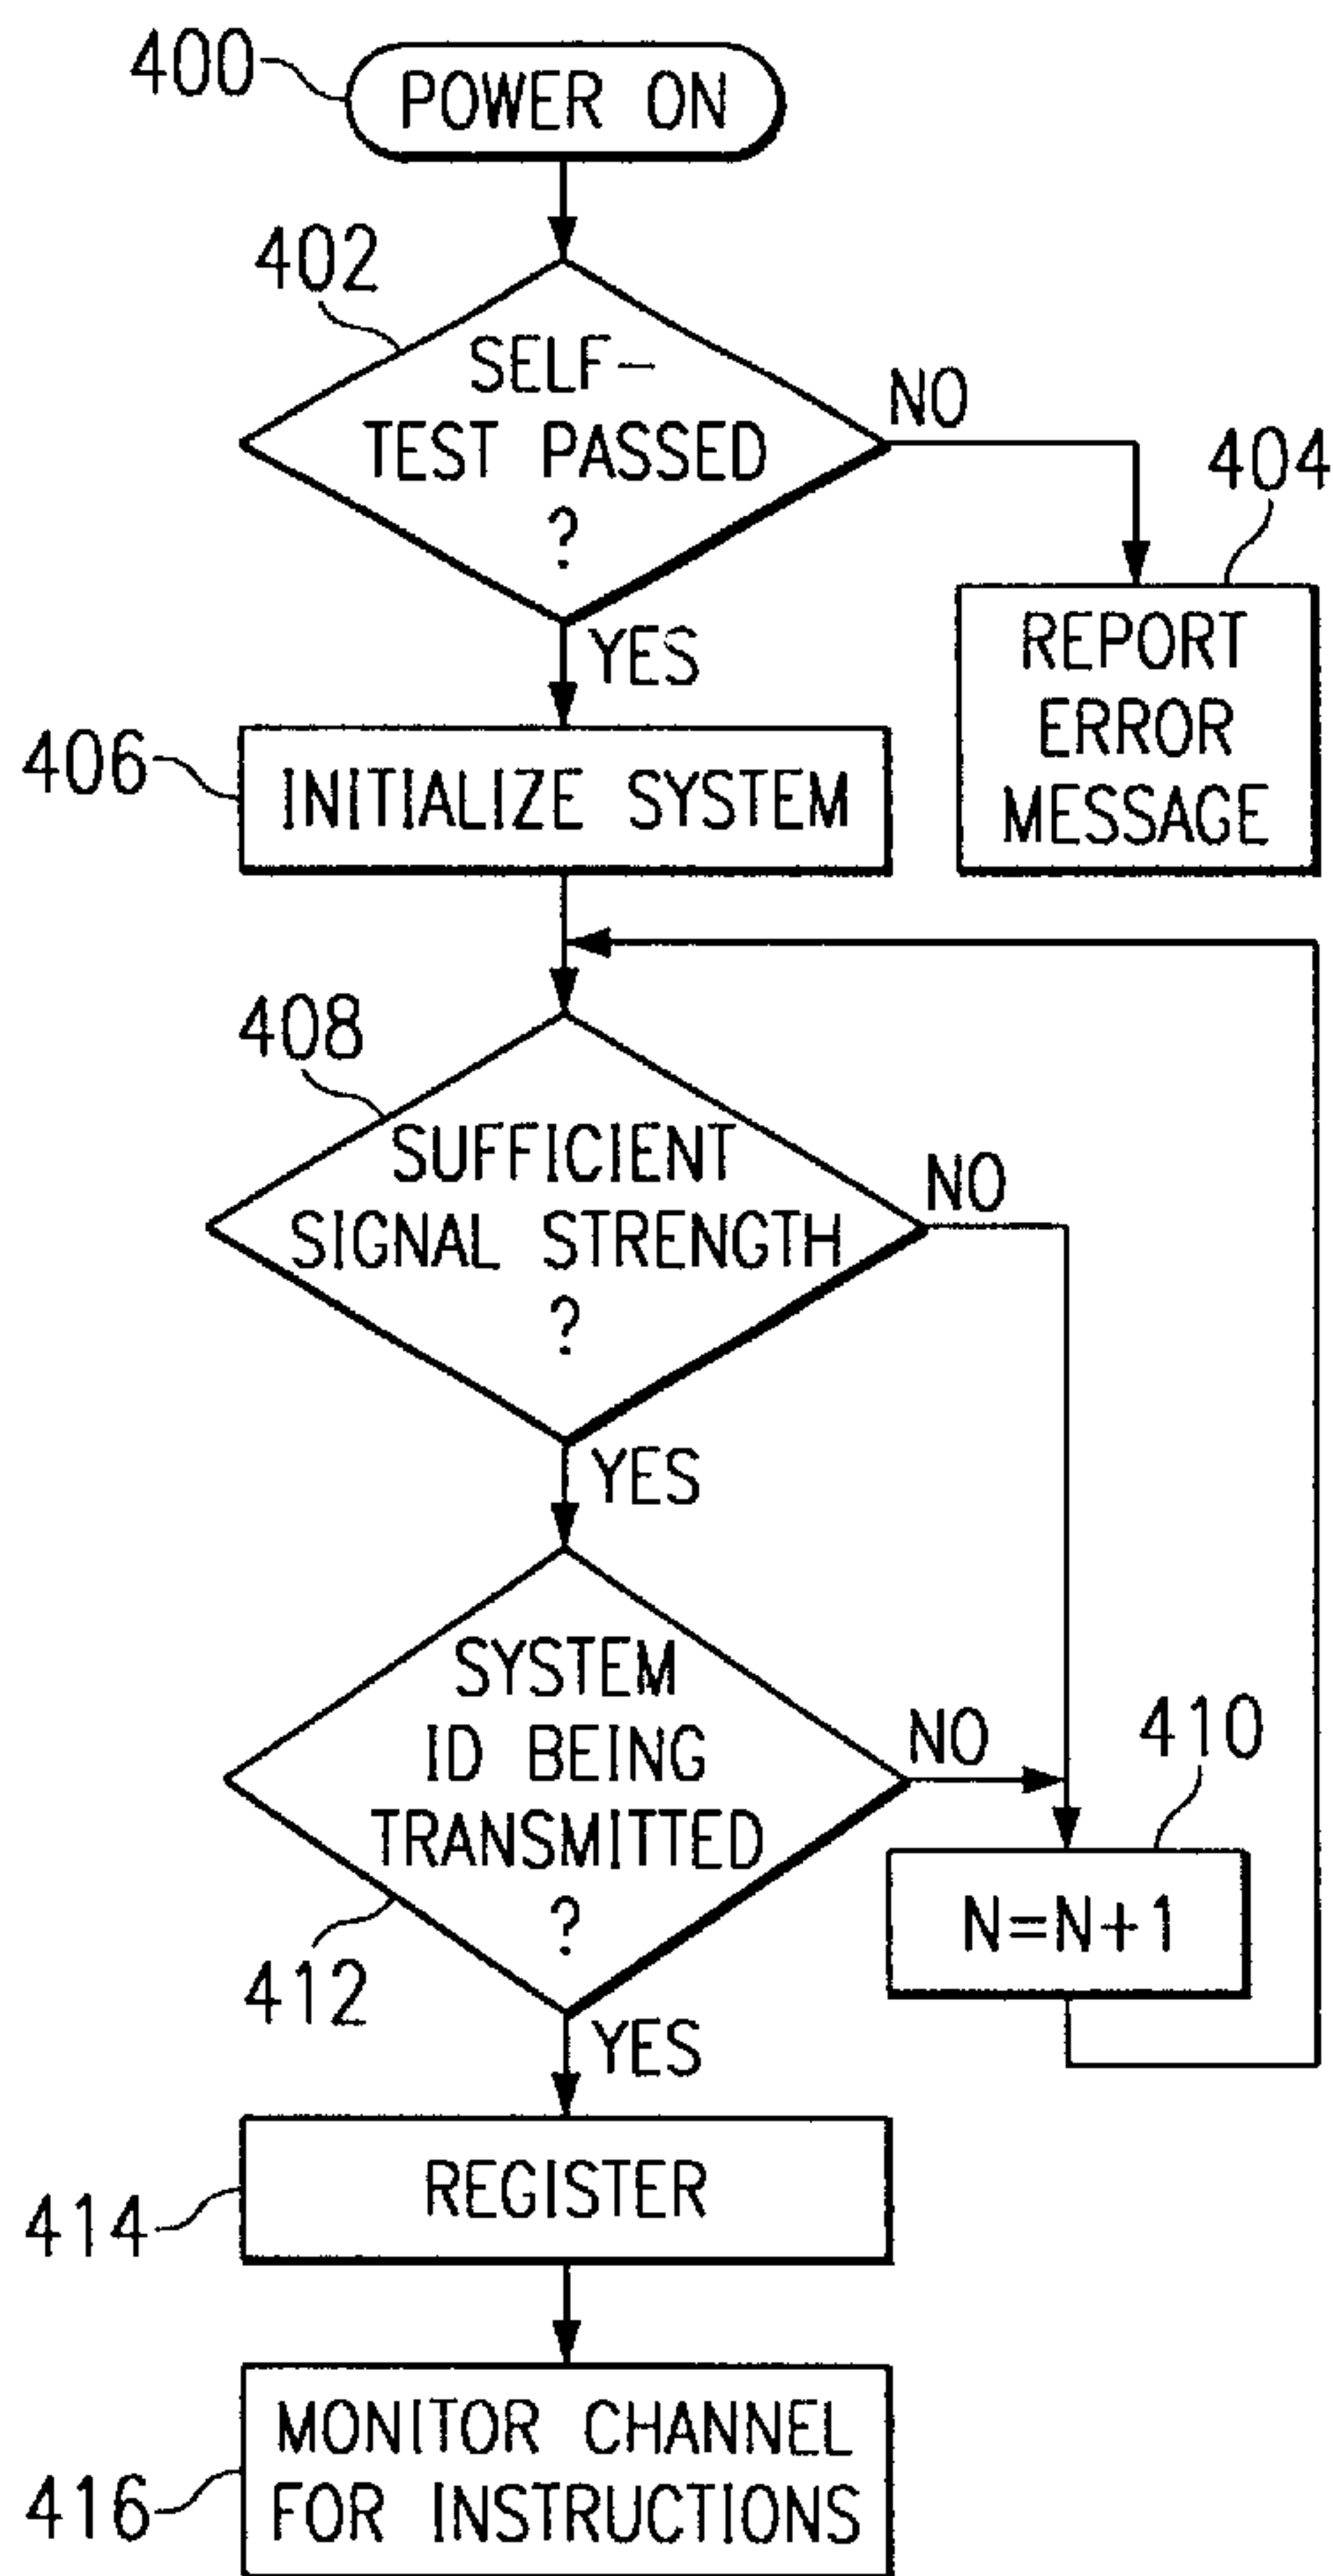 400
POWER ON
402
SELF-
TEST PASSED
?
NO
404
REPORT
ERROR
MESSAGE
YES
406
INITIALIZE SYSTEM
408
SUFFICIENT
SIGNAL STRENGTH
?
NO
YES
SYSTEM
ID BEING
TRANSMITTED
?
NO
410
N=N+1
412
YES
414
REGISTER
416
MONITOR CHANNEL
FOR INSTRUCTIONS